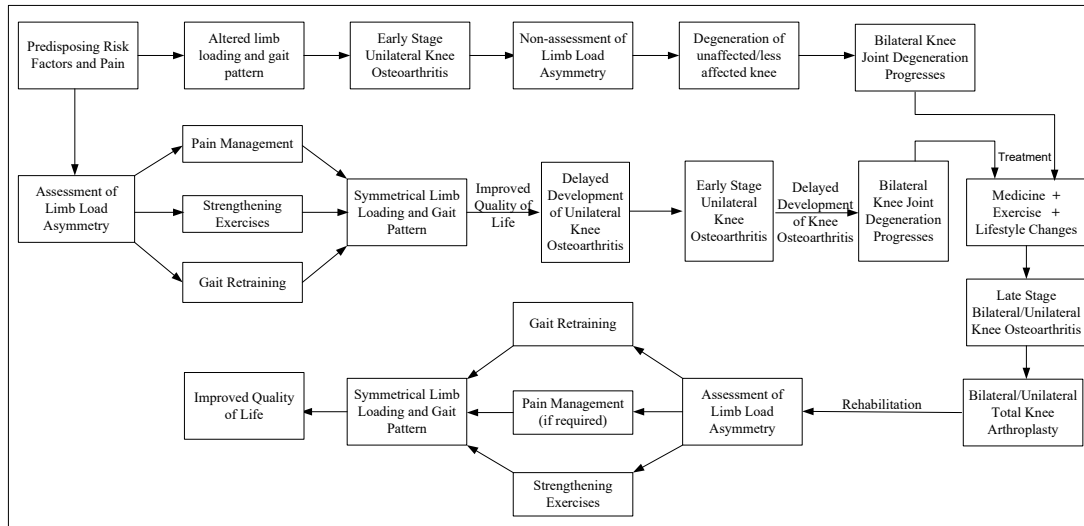 Predisposing Risk
Factors and Pain
Altered limb
loading and gait
pattern
Early Stage
Unilateral Knee
Osteoarthritis
Non-assessment of
Limb Load
Asymmetry
Degeneration of
unaffected/less
affected knee
Bilateral Knee
Joint Degeneration
Progresses
Assessment of
Limb Load
Asymmetry
Pain Management
Strengthening
Exercises
Gait Retraining
Symmetrical Limb
Loading and Gait
Pattern
Improved
Quality of
Life
Delayed
Development
of Unilateral
Knee
Osteoarthritis
Early Stage
Unilateral
Knee
Osteoarthritis
Delayed
Development
of Knee
Osteoarthritis
Bilateral
Knee Joint
Degeneration
Progresses
Treatment
Medicine +
Exercise +
Lifestyle Changes
Late Stage
Bilateral/Unilateral
Knee Osteoarthritis
Bilateral/Unilateral
Total Knee
Arthroplasty
Rehabilitation
Assessment of
Limb Load
Asymmetry
Gait Retraining
Pain Management
(if required)
Strengthening
Exercises
Symmetrical Limb
Loading and Gait
Pattern
Improved Quality
of Life